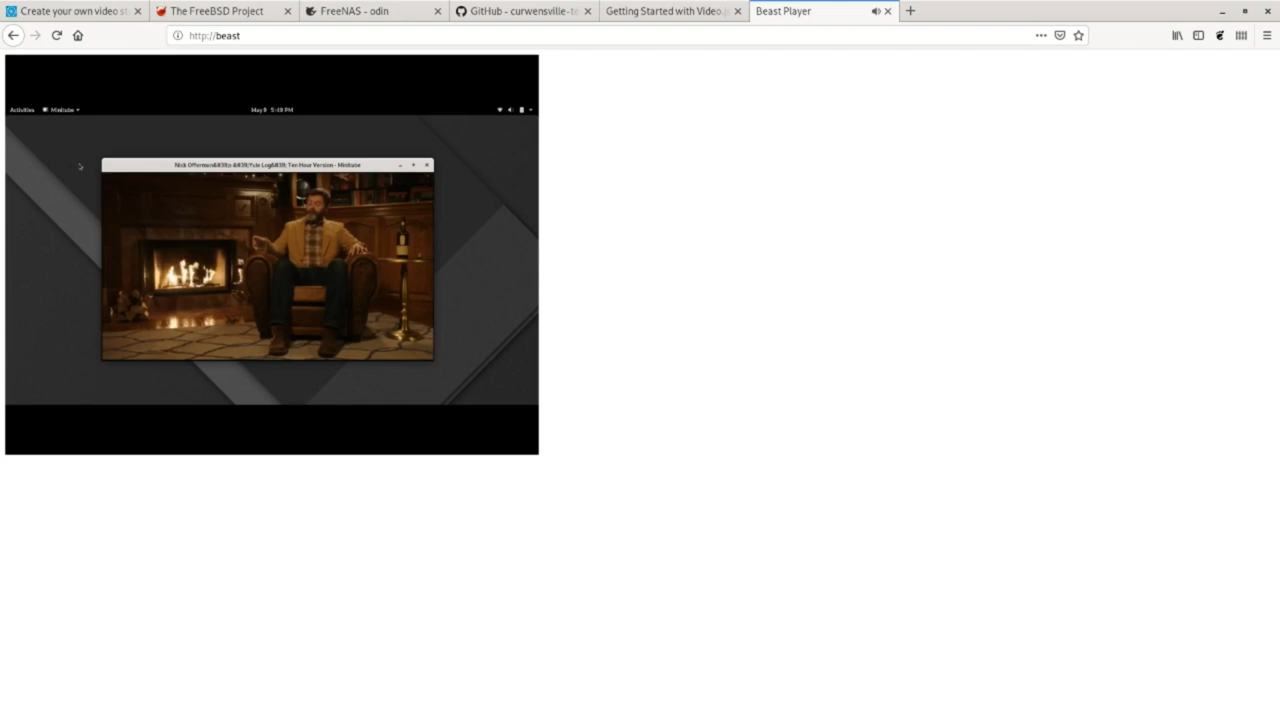 Create your own video st
The FreeBSD Project
FreeNAS - odin
GitHub - curwensville-te
Getting Started with Video.j
Beast Player
http://beast
Activities
Minitube
May 9 5:49 PM
Nick Offerman&#39;s &#39;Yule Log&#39; Ten Hour Version - Minitube